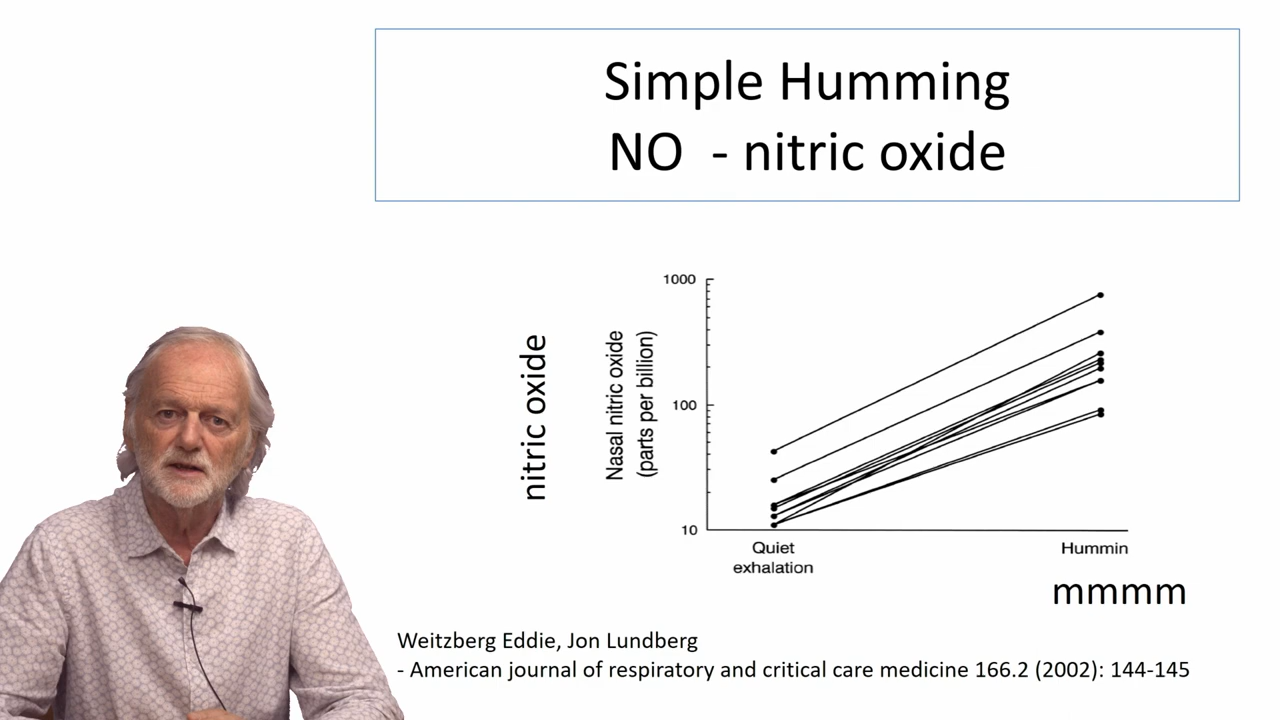 Simple Humming
NO - nitric oxide
nitric oxide
Nasal nitric oxide
(parts per billion)
1000
100
10
Quiet
exhalation
Hummin
mmmm
Weitzberg Eddie, Jon Lundberg
- American journal of respiratory and critical care medicine 166.2 (2002): 144-145